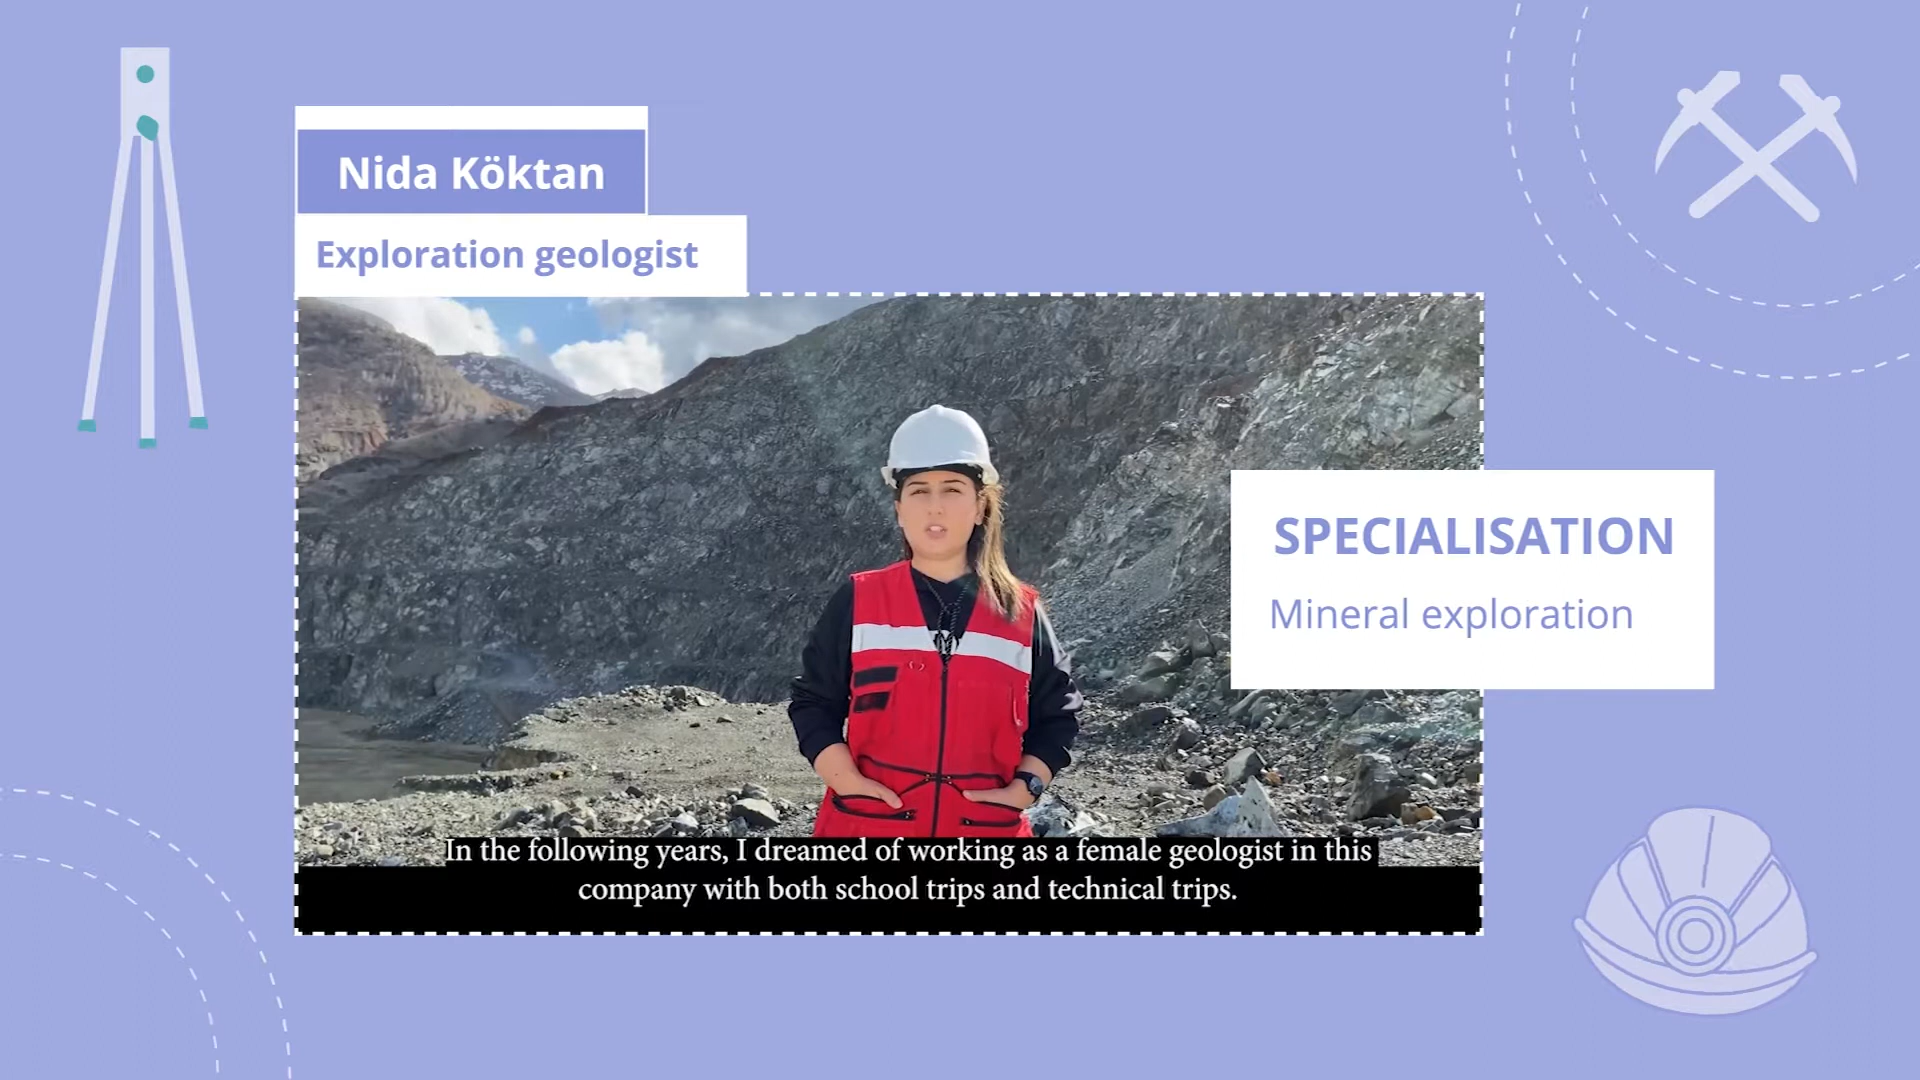 Nida Köktan
Exploration geologist
SPECIALISATION
Mineral exploration
In the following years, I dreamed of working as a female geologist in this
company with both school trips and technical trips.